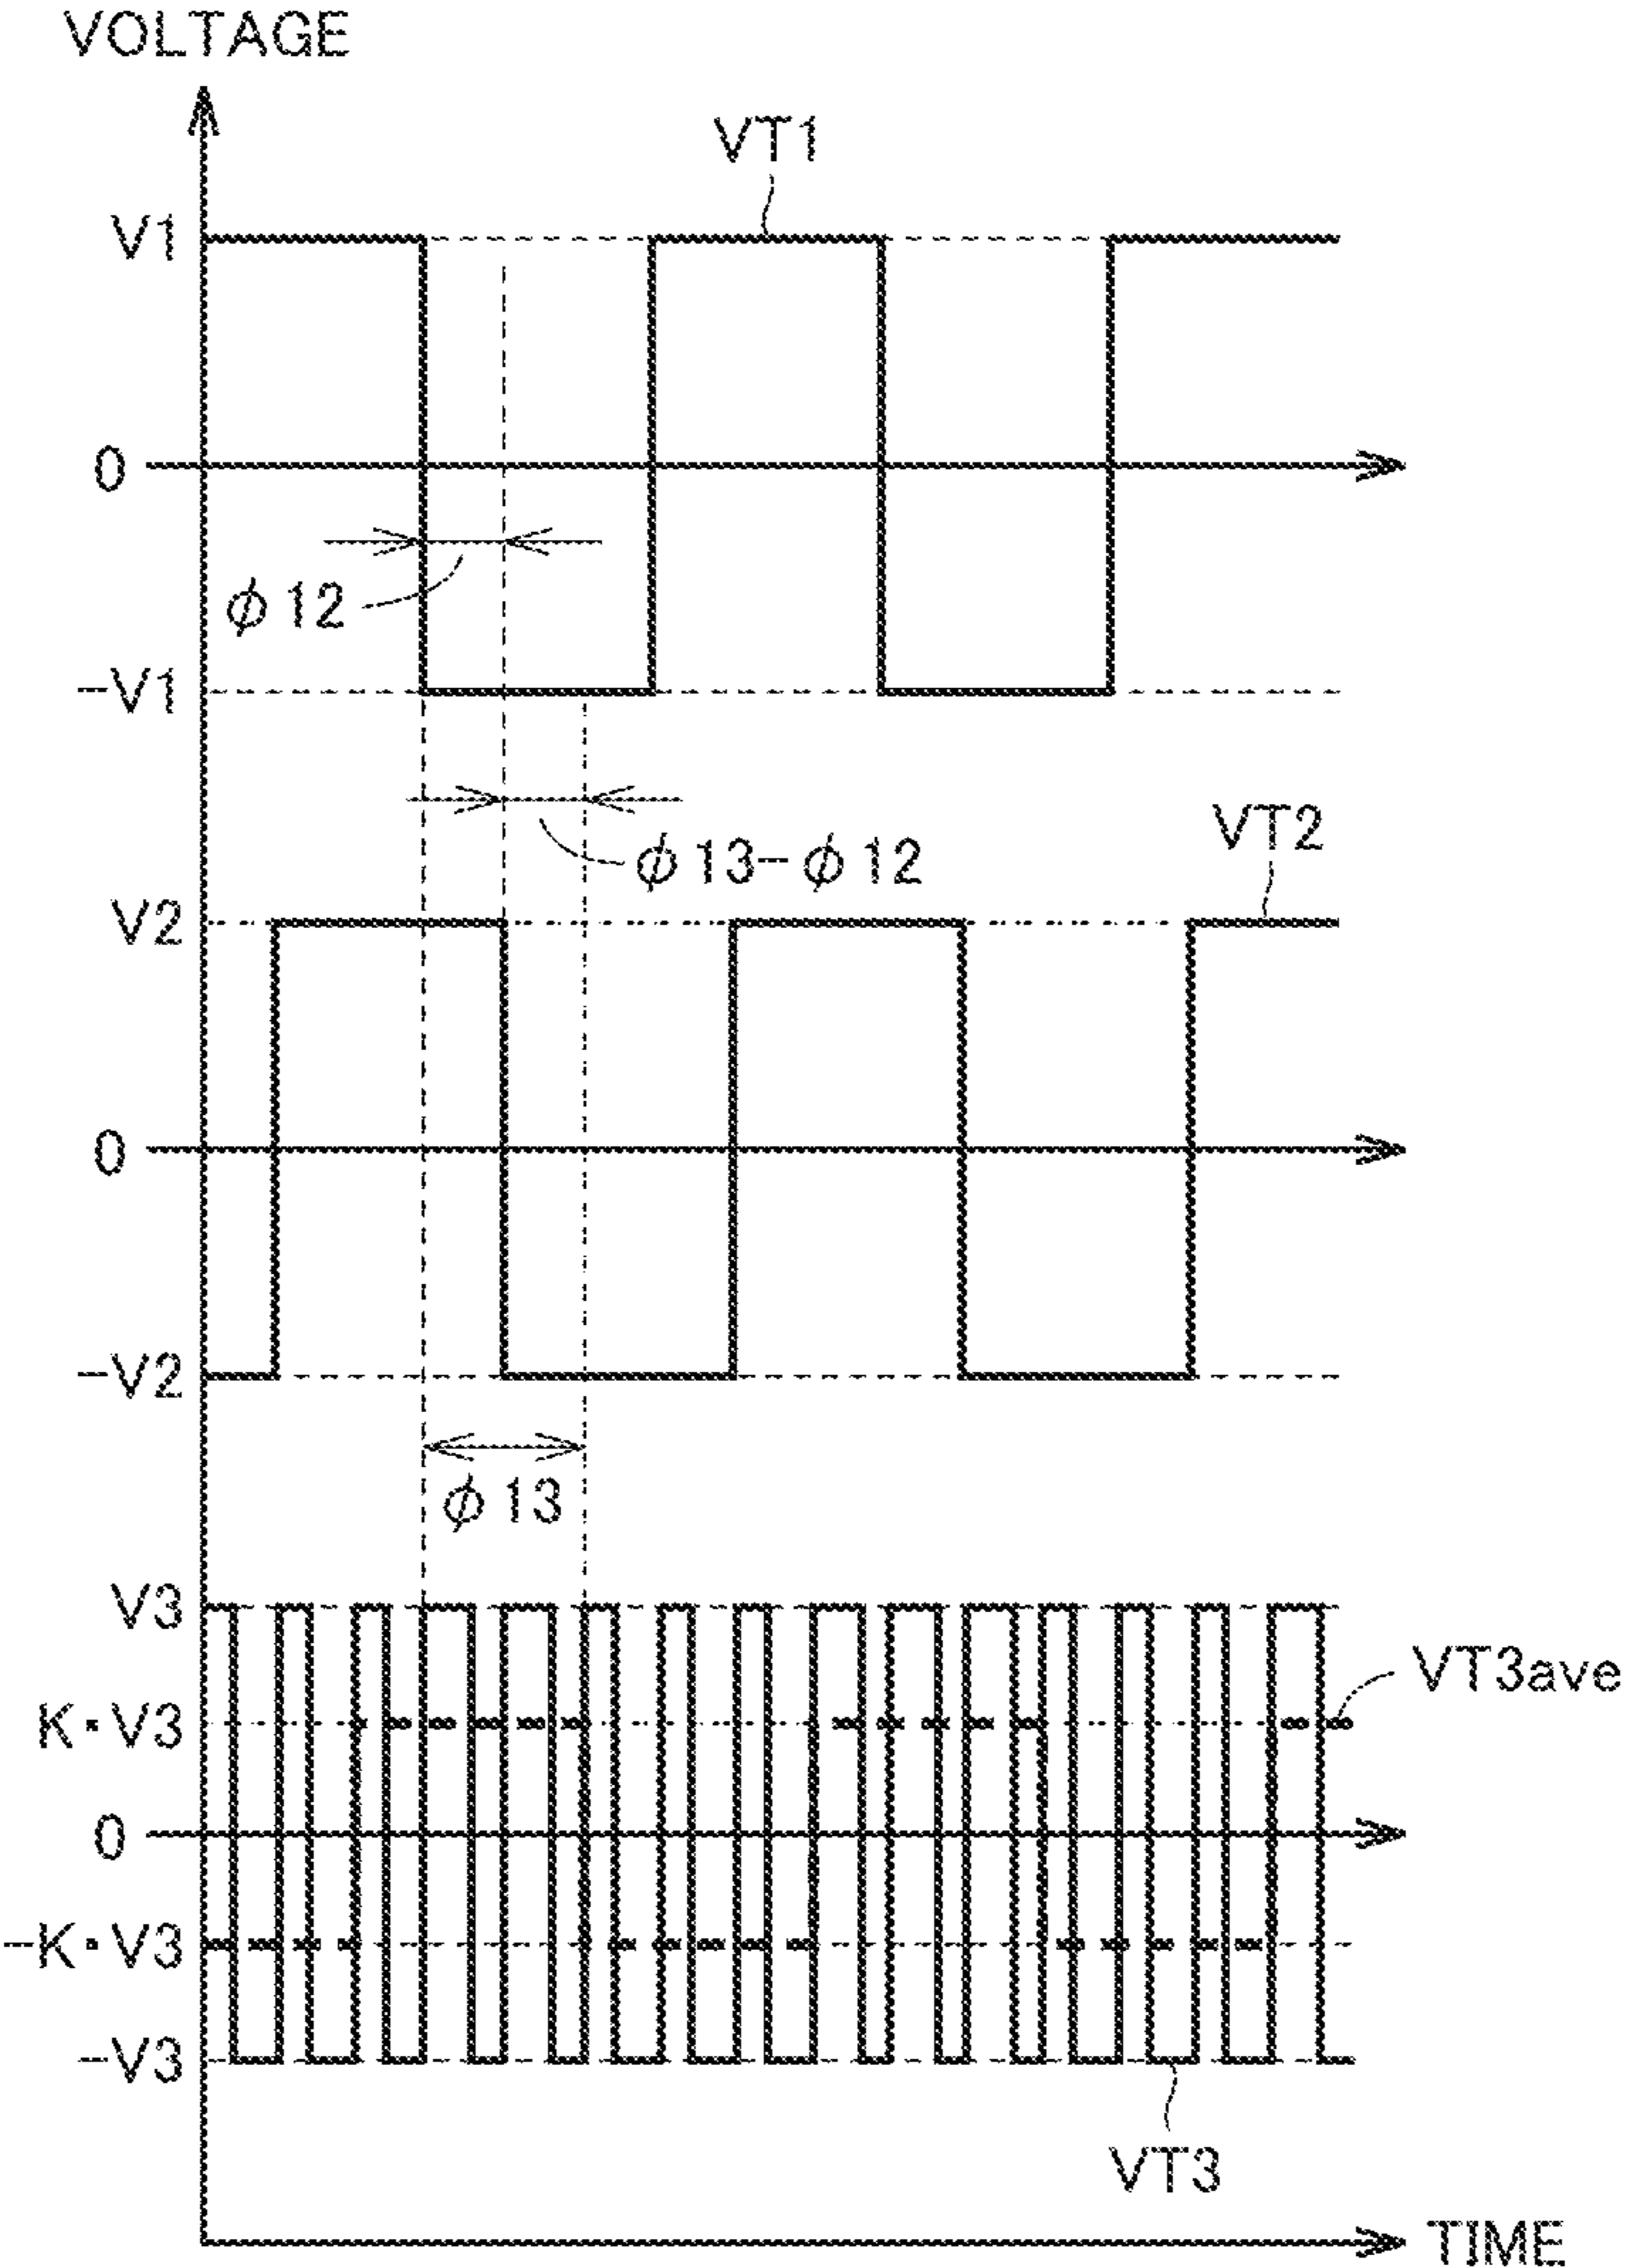 VOLTAGE
VT1
V1
0
ϕ12
-V1
ϕ13-ϕ12
VT2
V2
0
-V2
ϕ13
V3
VT3ave
K・V3
0
-K・V3
-V3
VT3
TIME